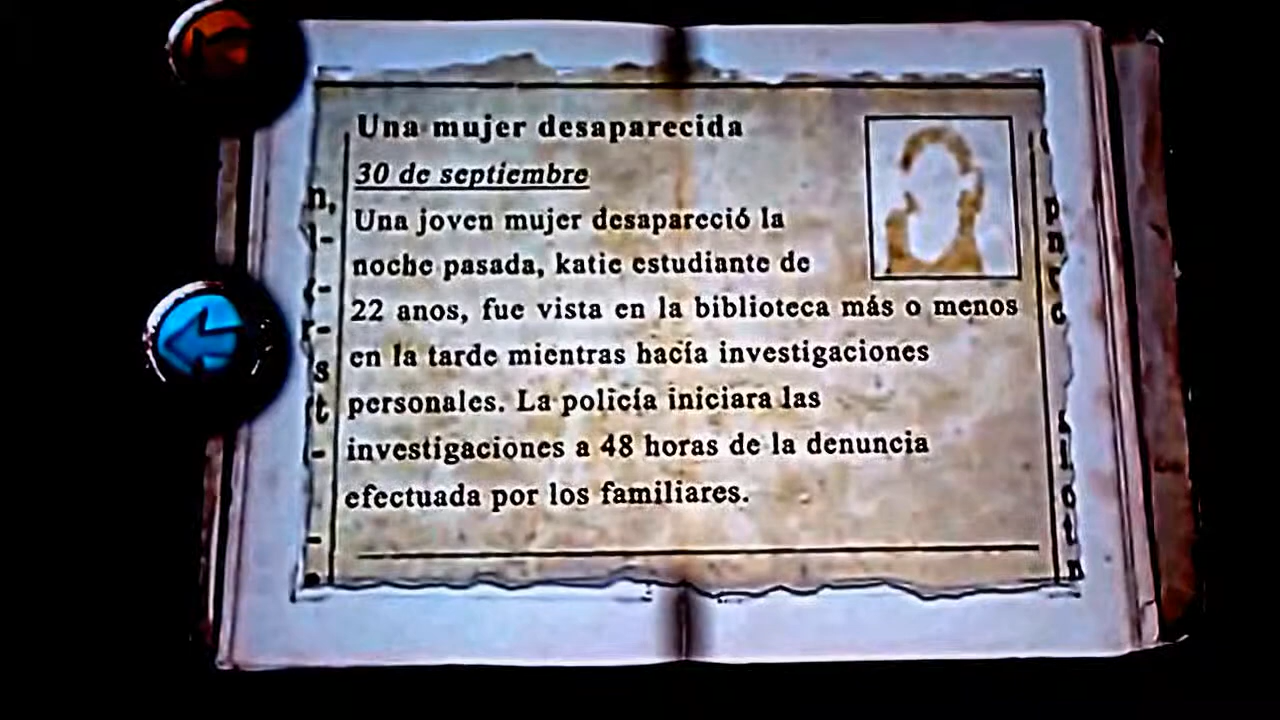 Una mujer desaparecida
30 de septiembre
Una joven mujer desapareció la
noche pasada, katie estudiante de
22 anos, fue vista en la biblioteca más o menos
en la tarde mientras hacía investigaciones
personales. La policía iniciara las
investigaciones a 48 horas de la denuncia
efectuada por los familiares.